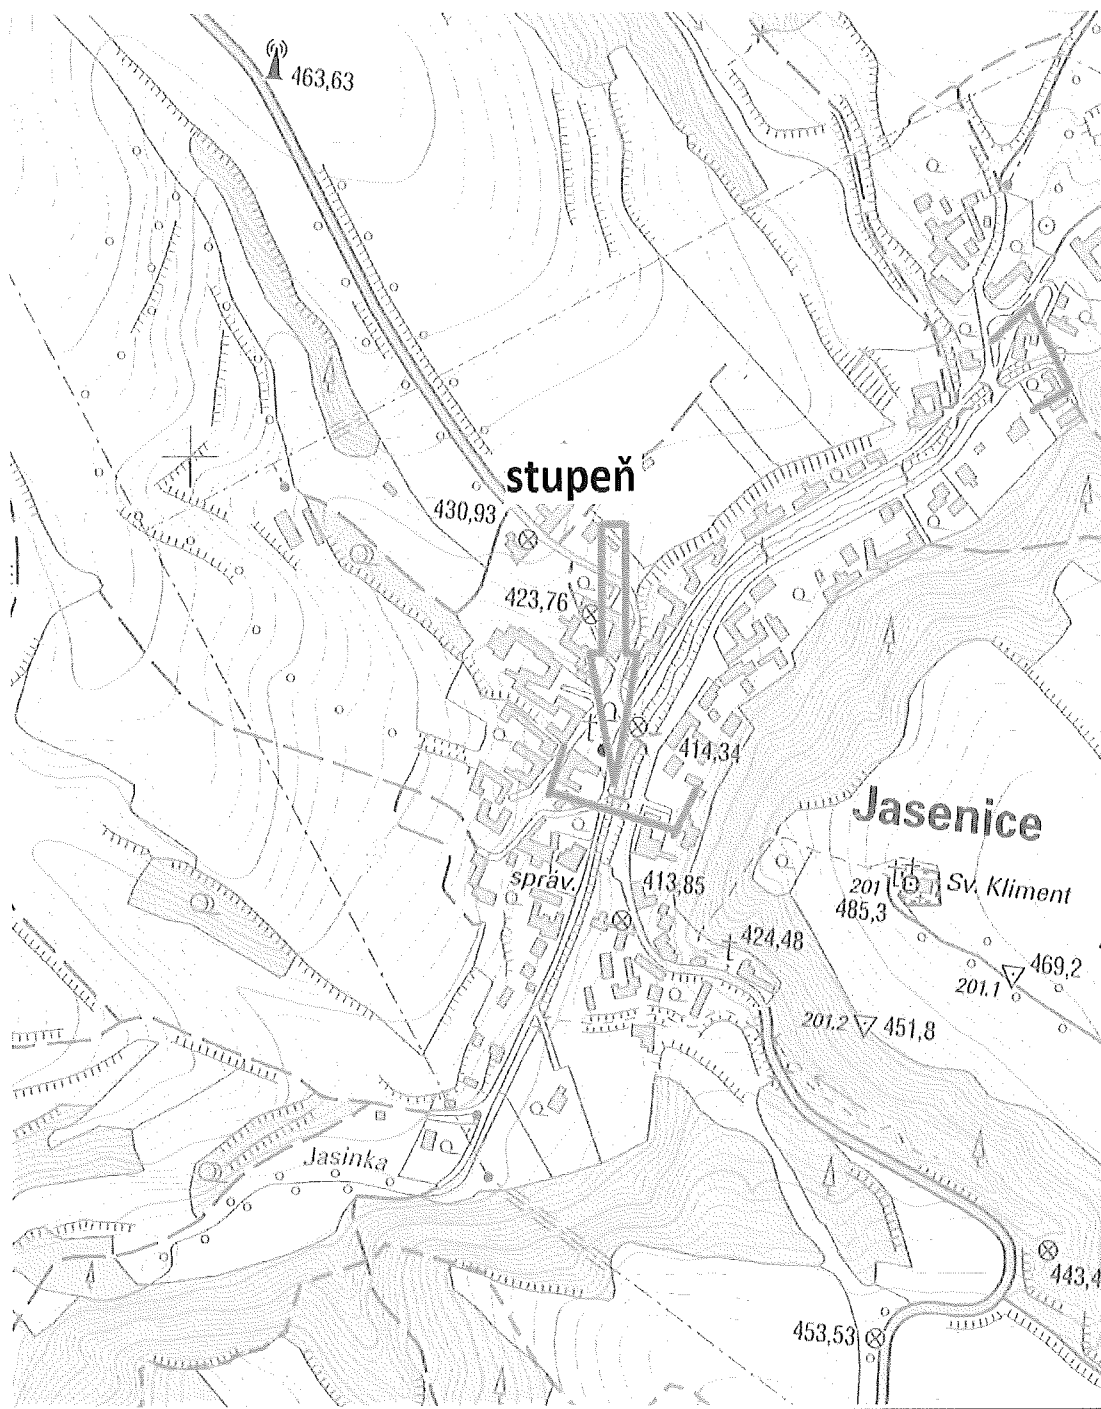 463,63
stupeň
430,93
423,76
414,34
Jasenice
správ.
413,85
201
485,3
Sv. Kliment
424,48
469,2
201.1
201.2
451,8
Jasinka
443,4
453,53